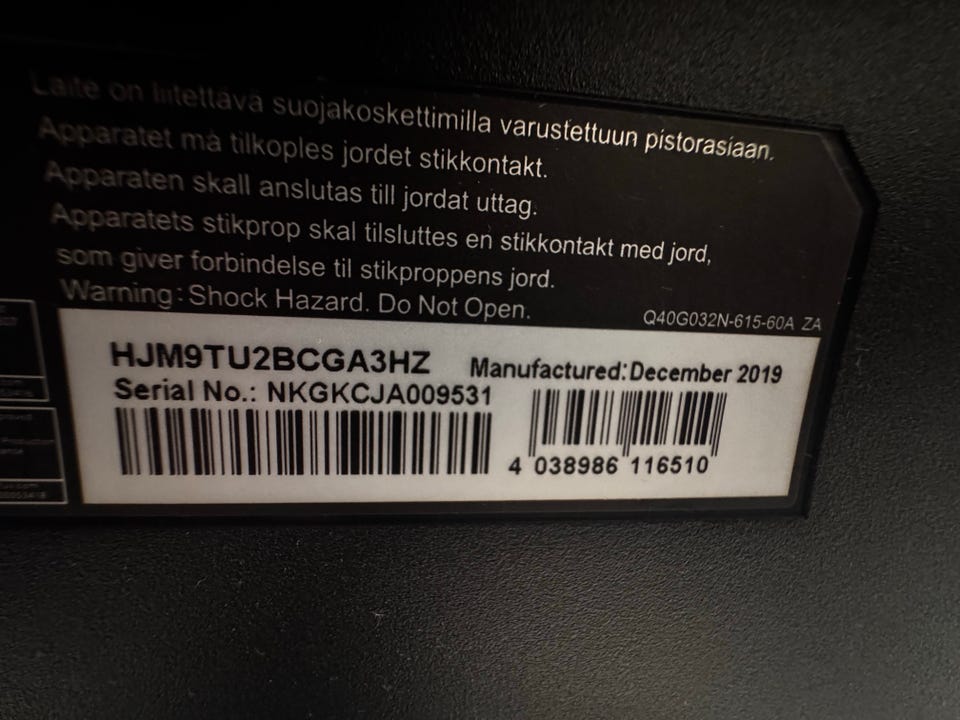 Laite on liitettävä suojakoskettimilla varustettuun pistorasiaan.
Apparatet må tilkoples jordet stikkontakt.
Apparaten skall anslutas till jordat uttag.
Apparatets stikprop skal tilsluttes en stikkontakt med jord,
som giver forbindelse til stikproppens jord.
Warning: Shock Hazard. Do Not Open.
Q40G032N-615-60A ZA
HJM9TU2BCGA3HZ
Manufactured: December 2019
Serial No.: NKGKCJA009531
4 038986 116510